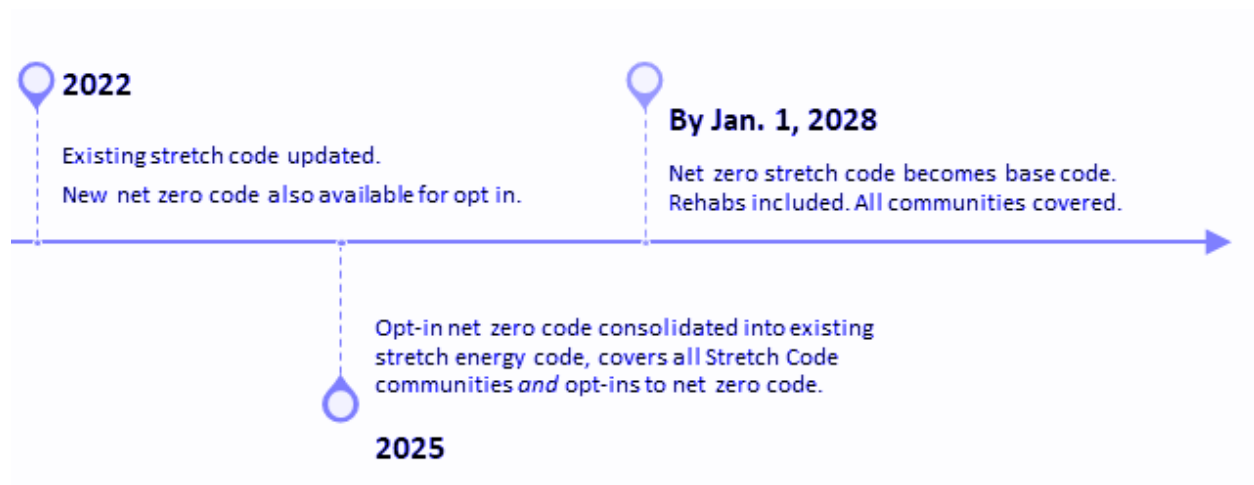 2022
Existing stretch code updated.
New net zero code also available for opt in.
By Jan. 1, 2028
Net zero stretch code becomes base code.
Rehabs included. All communities covered.
Opt-in net zero code consolidated into existing
stretch energy code, covers all Stretch Code
communities and opt-ins to net zero code.
2025